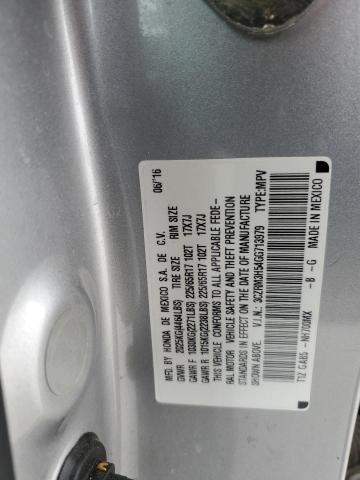 MFD BY HONDA DE MEXICO S.A. DE C.V. 06/'16
GVWR 2025KG(4464LBS) TIRE SIZE RIM SIZE
GAWR F 1030KG(2271LBS) 225/65R17 102T 17X7J
GAWR R 1015KG(2238LBS) 225/65R17 102T 17X7J
THIS VEHICLE CONFORMS TO ALL APPLICABLE FEDE-
RAL MOTOR VEHICLE SAFETY AND THEFT PREVENTION
STANDARDS IN EFFECT ON THE DATE OF MANUFACTURE
SHOWN ABOVE. V.I.N.: 3CZRM3H5XGG713979 TYPE:MPV
T1Z GAB5 -NH700MX -B -G MADE IN MEXICO